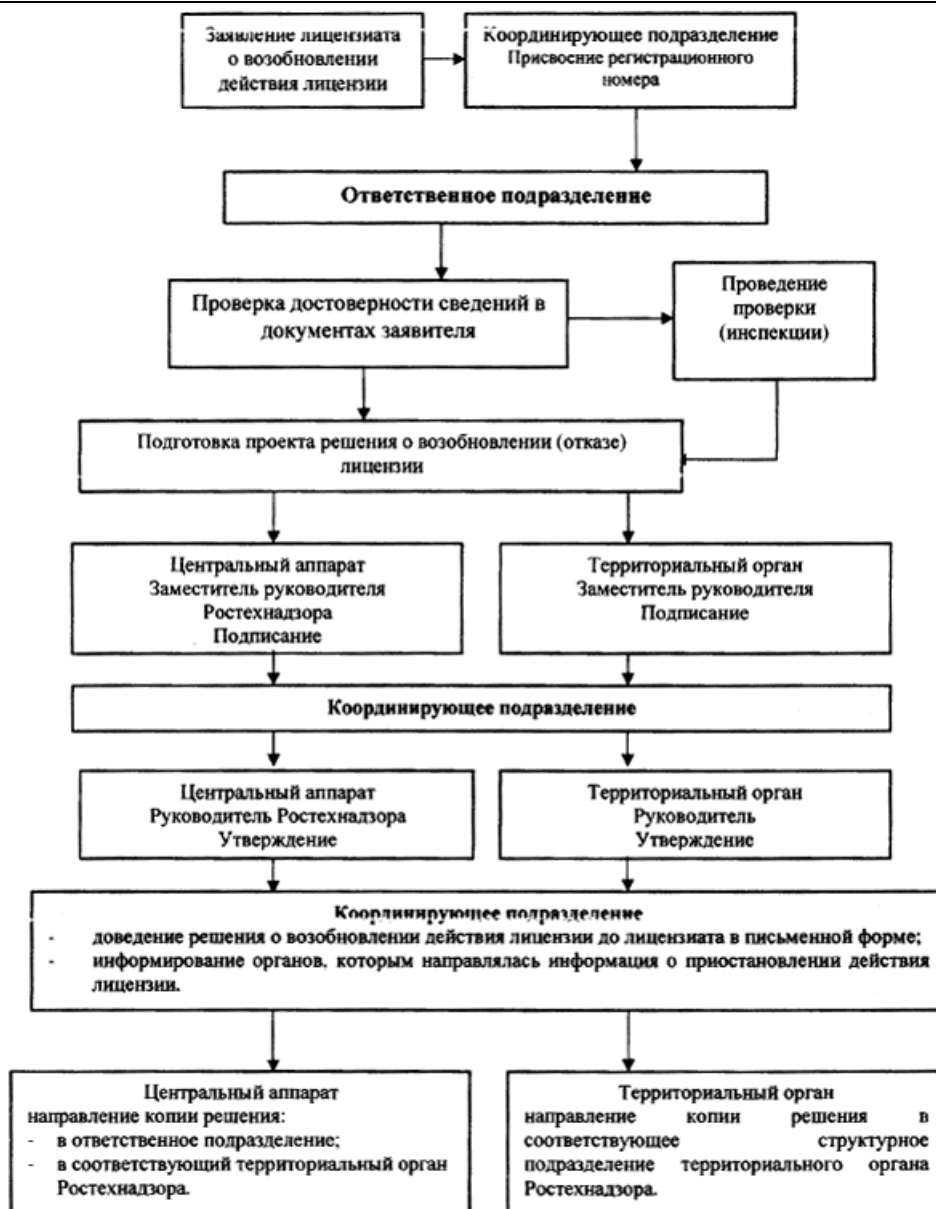 Заявление лицензиата
о возобновлении
действия лицензии
Координирующее подразделение
Присвоение регистрационного
номера
Ответственное подразделение
Проверка достоверности сведений в
документах заявителя
Проведение
проверки
(инспекции)
Подготовка проекта решения о возобновлении (отказе)
лицензии
Центральный аппарат
Заместитель руководителя
Ростехнадзора
Подписание
Территориальный орган
Заместитель руководителя
Подписание
Координирующее подразделение
Центральный аппарат
Руководитель Ростехнадзора
Утверждение
Территориальный орган
Руководитель
Утверждение
Координирующее подразделение
- доведение решения о возобновлении действия лицензии до лицензиата в письменной форме;
- информирование органов, которым направлялась информация о приостановлении действия
лицензии.
Центральный аппарат
направление копии решения:
- в ответственное подразделение;
- в соответствующий территориальный орган
Ростехнадзора.
Территориальный орган
направление копии решения в
соответствующее структурное
подразделение территориального органа
Ростехнадзора.